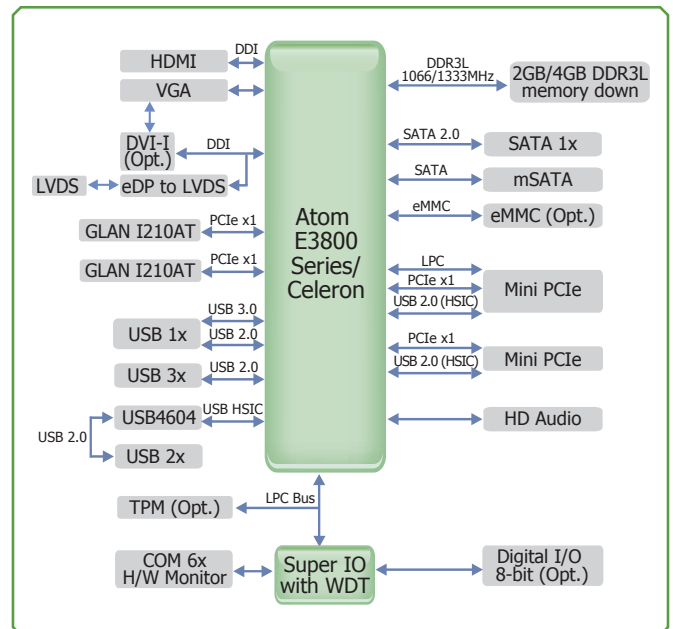 HDMI
DDI
VGA
DVI-I
(Opt.)
DDI
LVDS
eDP to LVDS
GLAN I210AT
PCIe x1
GLAN I210AT
PCIe x1
USB 1x
USB 3.0
USB 2.0
USB 3x
USB 2.0
USB4604
USB HSIC
USB 2.0
USB 2x
Atom
E3800
Series/
Celeron
DDR3L
1066/1333MHz
2GB/4GB DDR3L
memory down
SATA 2.0
SATA 1x
SATA
mSATA
eMMC
eMMC (Opt.)
LPC
PCIe x1
USB 2.0 (HSIC)
Mini PCIe
PCIe x1
USB 2.0 (HSIC)
Mini PCIe
HD Audio
TPM (Opt.)
LPC Bus
COM 6x
H/W Monitor
Super IO
with WDT
Digital I/O
8-bit (Opt.)